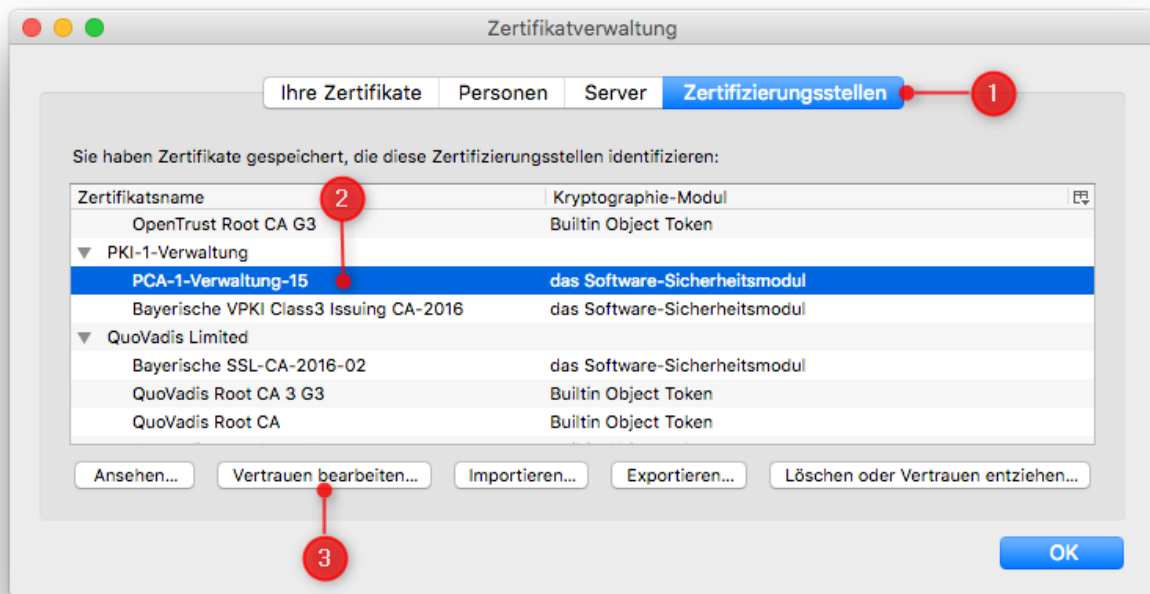 Zertifikatverwaltung
Ihre Zertifikate Personen Server Zertifizierungsstellen 1
Sie haben Zertifikate gespeichert, die diese Zertifizierungsstellen identifizieren:
Zertifikatsname 2 Kryptographie-Modul
OpenTrust Root CA G3 Builtin Object Token
PKI-1-Verwaltung
PCA-1-Verwaltung-15 das Software-Sicherheitsmodul
Bayerische VPKI Class3 Issuing CA-2016 das Software-Sicherheitsmodul
QuoVadis Limited
Bayerische SSL-CA-2016-02 das Software-Sicherheitsmodul
QuoVadis Root CA 3 G3 Builtin Object Token
QuoVadis Root CA Builtin Object Token
Ansehen... Vertrauen bearbeiten... Importieren... Exportieren... Löschen oder Vertrauen entziehen...
3
OK